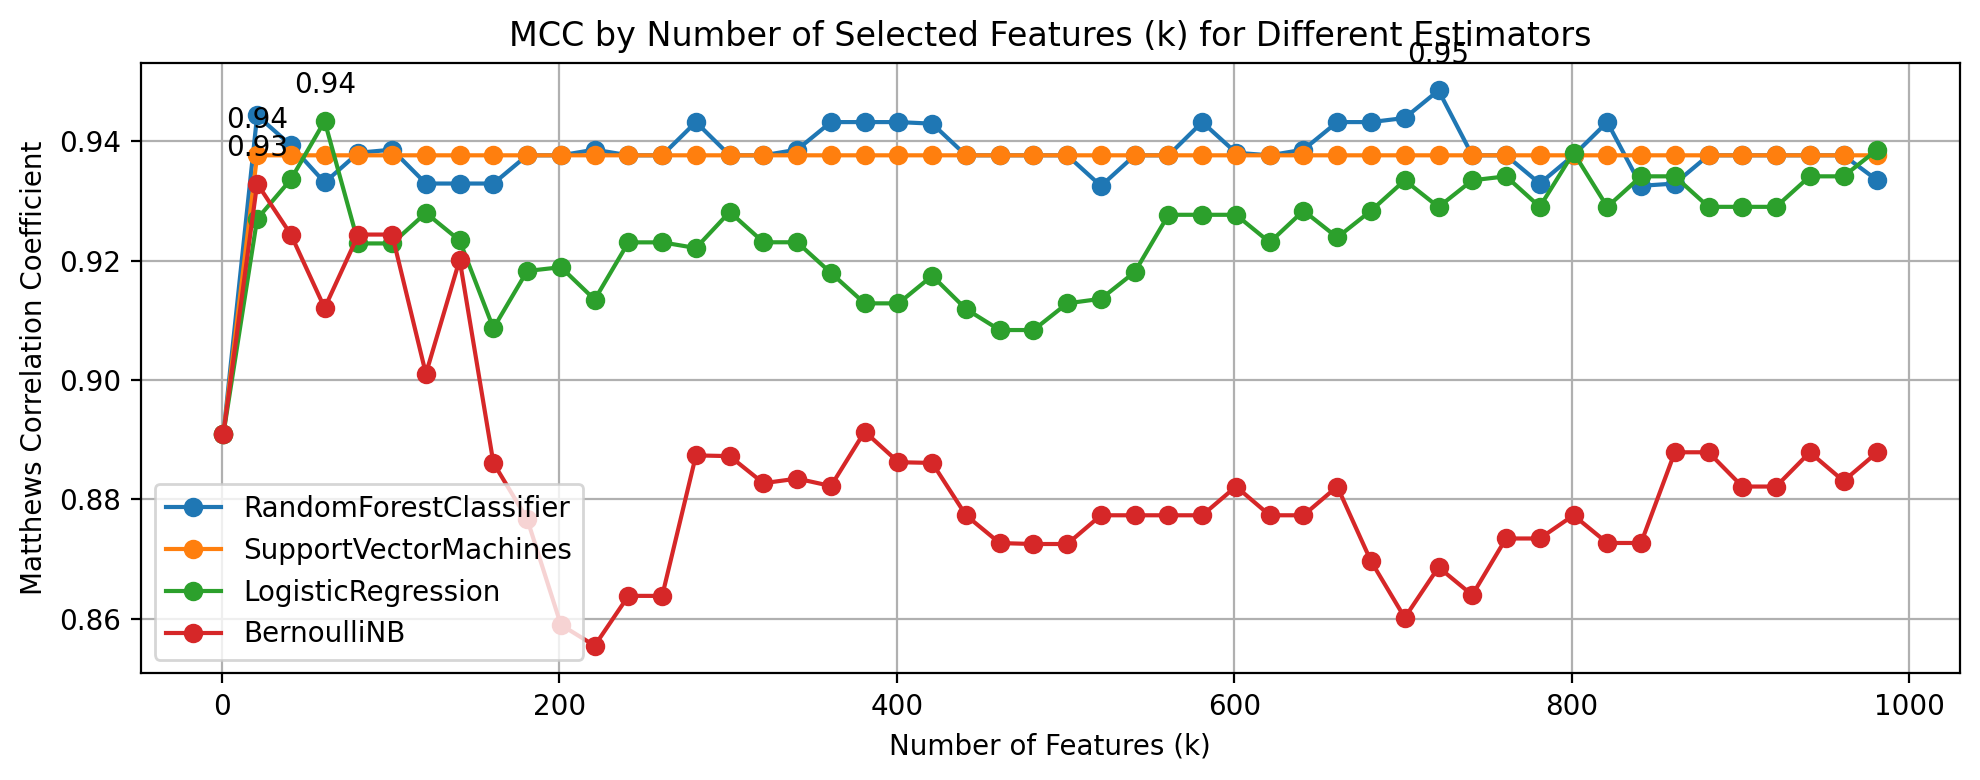 MCC by Number of Selected Features (k) for Different Estimators
0.95
0.94
0.94
0.93
0.94
0.92
0.90
0.88
0.86
Matthews Correlation Coefficient
RandomForestClassifier
SupportVectorMachines
LogisticRegression
BernoulliNB
0 200 400 600 800 1000
Number of Features (k)